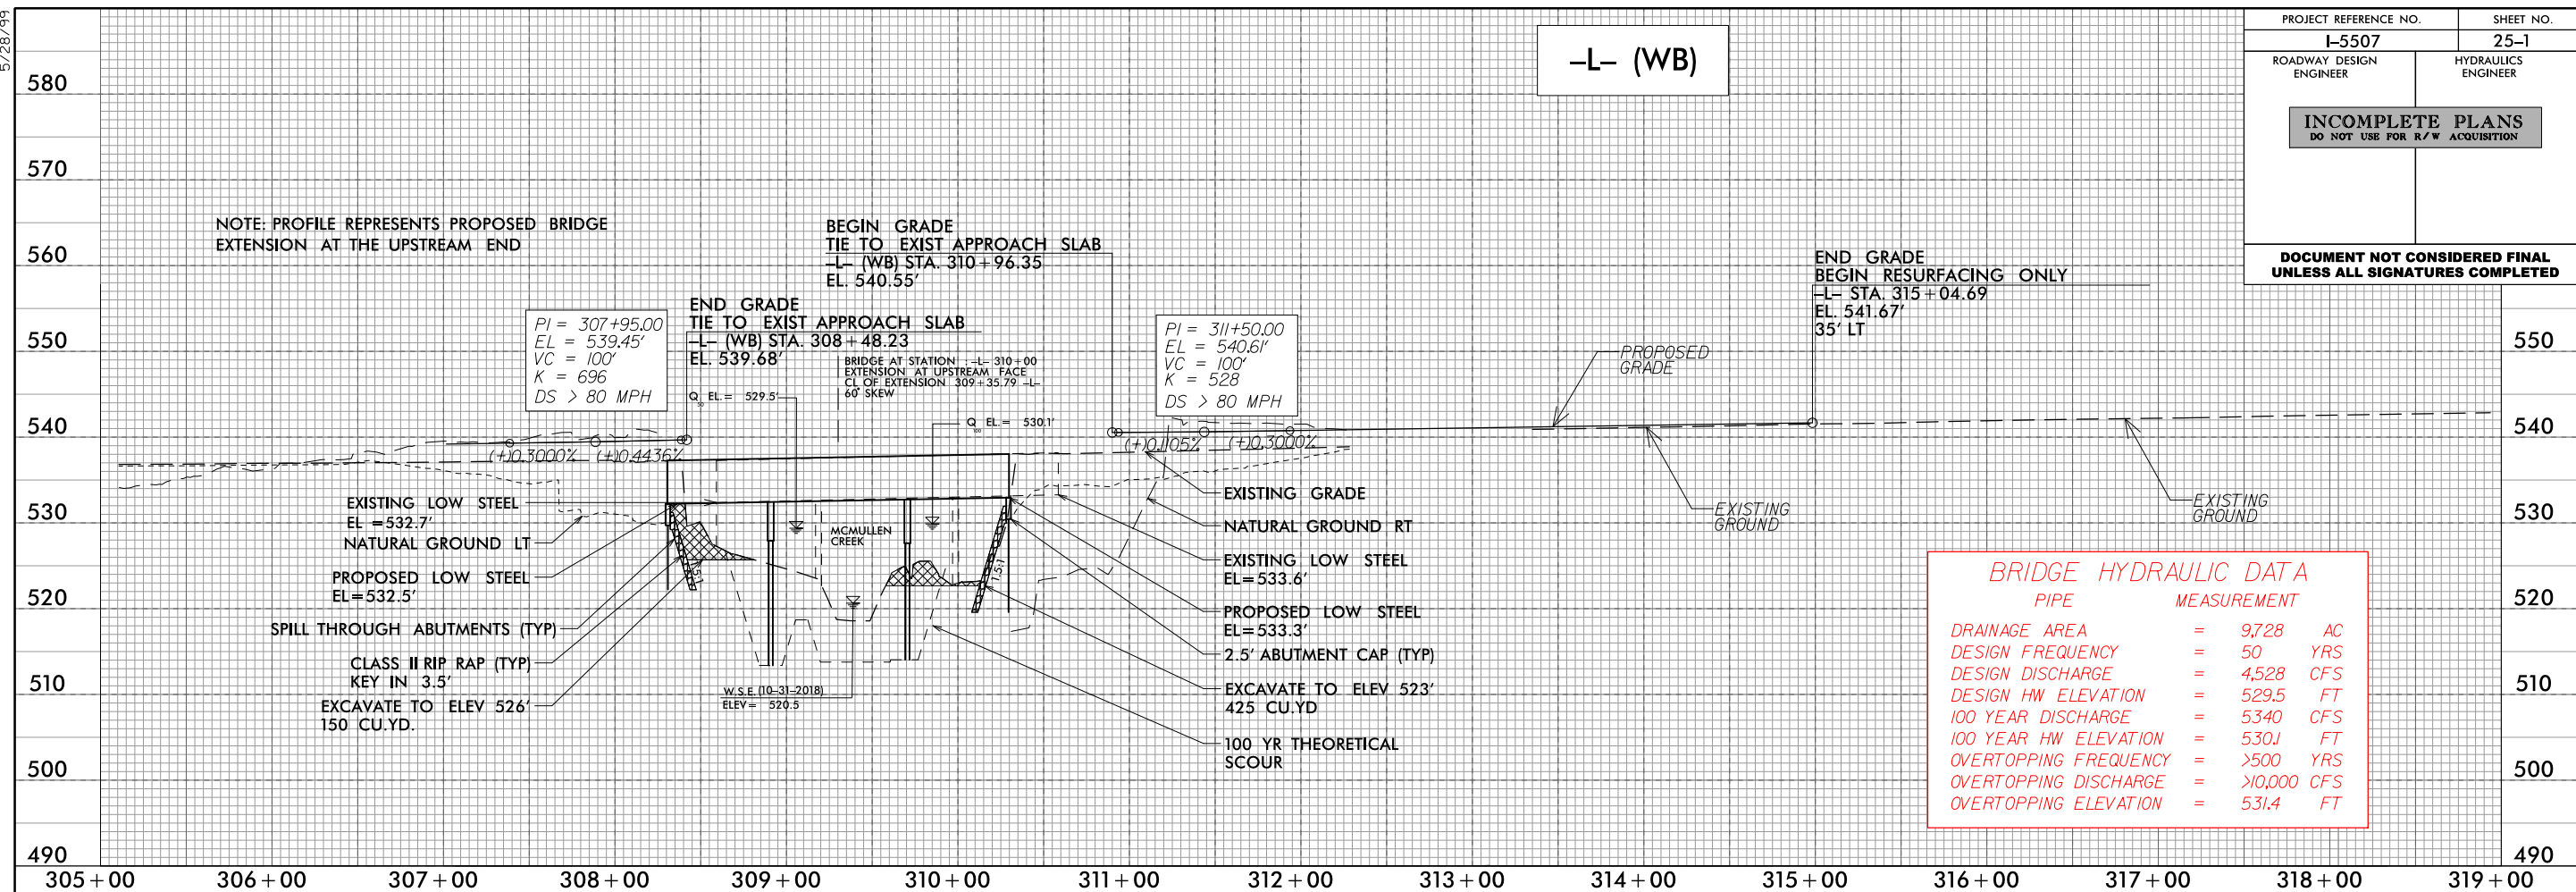 5/28/99
-L- (WB)
PROJECT REFERENCE NO.
SHEET NO.
I-5507
25-1
ROADWAY DESIGN
ENGINEER
HYDRAULICS
ENGINEER
INCOMPLETE PLANS
DO NOT USE FOR R/W ACQUISITION
DOCUMENT NOT CONSIDERED FINAL
UNLESS ALL SIGNATURES COMPLETED
580
570
560
550
540
530
520
510
500
490
NOTE: PROFILE REPRESENTS PROPOSED BRIDGE
EXTENSION AT THE UPSTREAM END
BEGIN GRADE
TIE TO EXIST APPROACH SLAB
-L- (WB) STA. 310+96.35
EL. 540.55'
END GRADE
TIE TO EXIST APPROACH SLAB
-L- (WB) STA. 308+48.23
EL. 539.68'
PI = 307+95.00
EL = 539.45'
VC = 100'
K = 696
DS > 80 MPH
BRIDGE AT STATION : -L- 310+00
EXTENSION AT UPSTREAM FACE
CL OF EXTENSION 309+35.79 -L-
60° SKEW
Q50 EL.= 529.5'
Q100 EL. = 530.1'
PI = 311+50.00
EL = 540.61'
VC = 100'
K = 528
DS > 80 MPH
END GRADE
BEGIN RESURFACING ONLY
-L- STA. 315+04.69
EL. 541.67'
35' LT
PROPOSED
GRADE
EXISTING
GROUND
EXISTING
GROUND
(+)0.3000%
(+)0.4436%
(+)0.1105%
(+)0.3000%
EXISTING LOW STEEL
EL =532.7'
NATURAL GROUND LT
PROPOSED LOW STEEL
EL=532.5'
SPILL THROUGH ABUTMENTS (TYP)
CLASS II RIP RAP (TYP)
KEY IN 3.5'
EXCAVATE TO ELEV 526'
150 CU.YD.
MCMULLEN
CREEK
1.5:1
W.S.E. (10-31-2018)
ELEV= 520.5
EXISTING GRADE
NATURAL GROUND RT
EXISTING LOW STEEL
EL=533.6'
PROPOSED LOW STEEL
EL=533.3'
2.5' ABUTMENT CAP (TYP)
EXCAVATE TO ELEV 523'
425 CU.YD
100 YR THEORETICAL
SCOUR
BRIDGE HYDRAULIC DATA
PIPE MEASUREMENT
DRAINAGE AREA = 9,728 AC
DESIGN FREQUENCY = 50 YRS
DESIGN DISCHARGE = 4,528 CFS
DESIGN HW ELEVATION = 529.5 FT
100 YEAR DISCHARGE = 5340 CFS
100 YEAR HW ELEVATION = 530.1 FT
OVERTOPPING FREQUENCY = >500 YRS
OVERTOPPING DISCHARGE = >10,000 CFS
OVERTOPPING ELEVATION = 531.4 FT
550
540
530
520
510
500
490
305+00 306+00 307+00 308+00 309+00 310+00 311+00 312+00 313+00 314+00 315+00 316+00 317+00 318+00 319+00